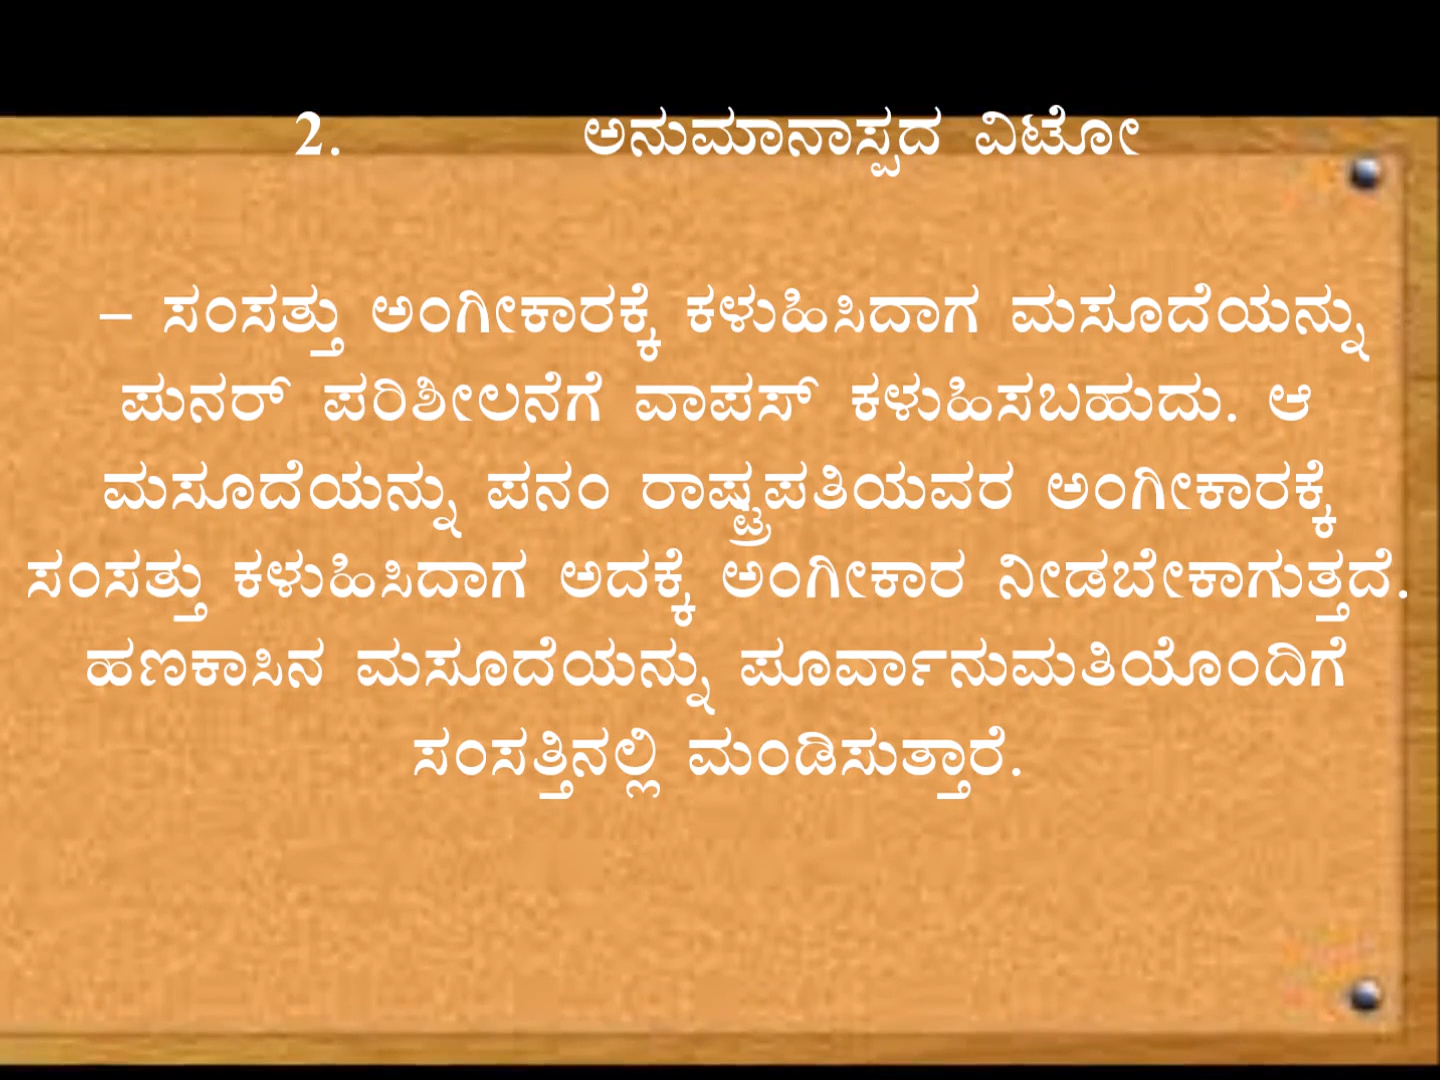 2. ಅನುಮಾನಾಸ್ಪದ ವಿಟೋ
– ಸಂಸತ್ತು ಅಂಗೀಕಾರಕ್ಕೆ ಕಳುಹಿಸಿದಾಗ ಮಸೂದೆಯನ್ನು
ಪುನರ್ ಪರಿಶೀಲನೆಗೆ ವಾಪಸ್ ಕಳುಹಿಸಬಹುದು. ಆ
ಮಸೂದೆಯನ್ನು ಪನಂ ರಾಷ್ಟ್ರಪತಿಯವರ ಅಂಗೀಕಾರಕ್ಕೆ
ಸಂಸತ್ತು ಕಳುಹಿಸಿದಾಗ ಅದಕ್ಕೆ ಅಂಗೀಕಾರ ನೀಡಬೇಕಾಗುತ್ತದೆ.
ಹಣಕಾಸಿನ ಮಸೂದೆಯನ್ನು ಪೂರ್ವಾನುಮತಿಯೊಂದಿಗೆ
ಸಂಸತ್ತಿನಲ್ಲಿ ಮಂಡಿಸುತ್ತಾರೆ.